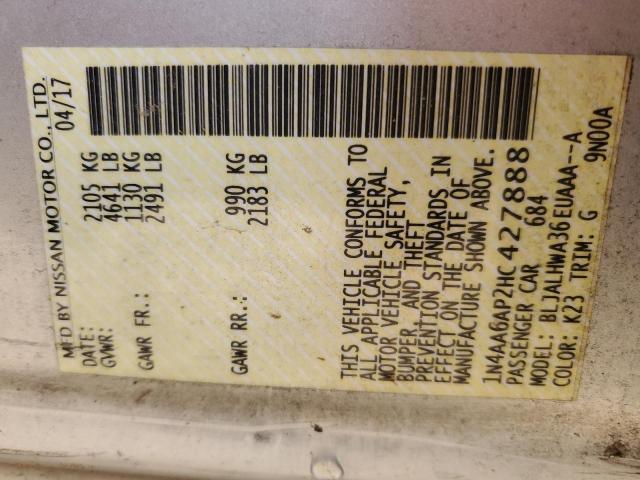 MFD BY NISSAN MOTOR CO., LTD.
DATE: 04/17
GVWR: 2105 KG
4641 LB
GAWR FR.: 1130 KG
2491 LB
GAWR RR.: 990 KG
2183 LB
THIS VEHICLE CONFORMS TO
ALL APPLICABLE FEDERAL
MOTOR VEHICLE SAFETY,
BUMPER, AND THEFT
PREVENTION STANDARDS IN
EFFECT ON THE DATE OF
MANUFACTURE SHOWN ABOVE.
1N4AA6AP2HC427888
PASSENGER CAR 684
MODEL: BLJALHWA36EUAAA--A
COLOR: K23 TRIM: G 9N00A